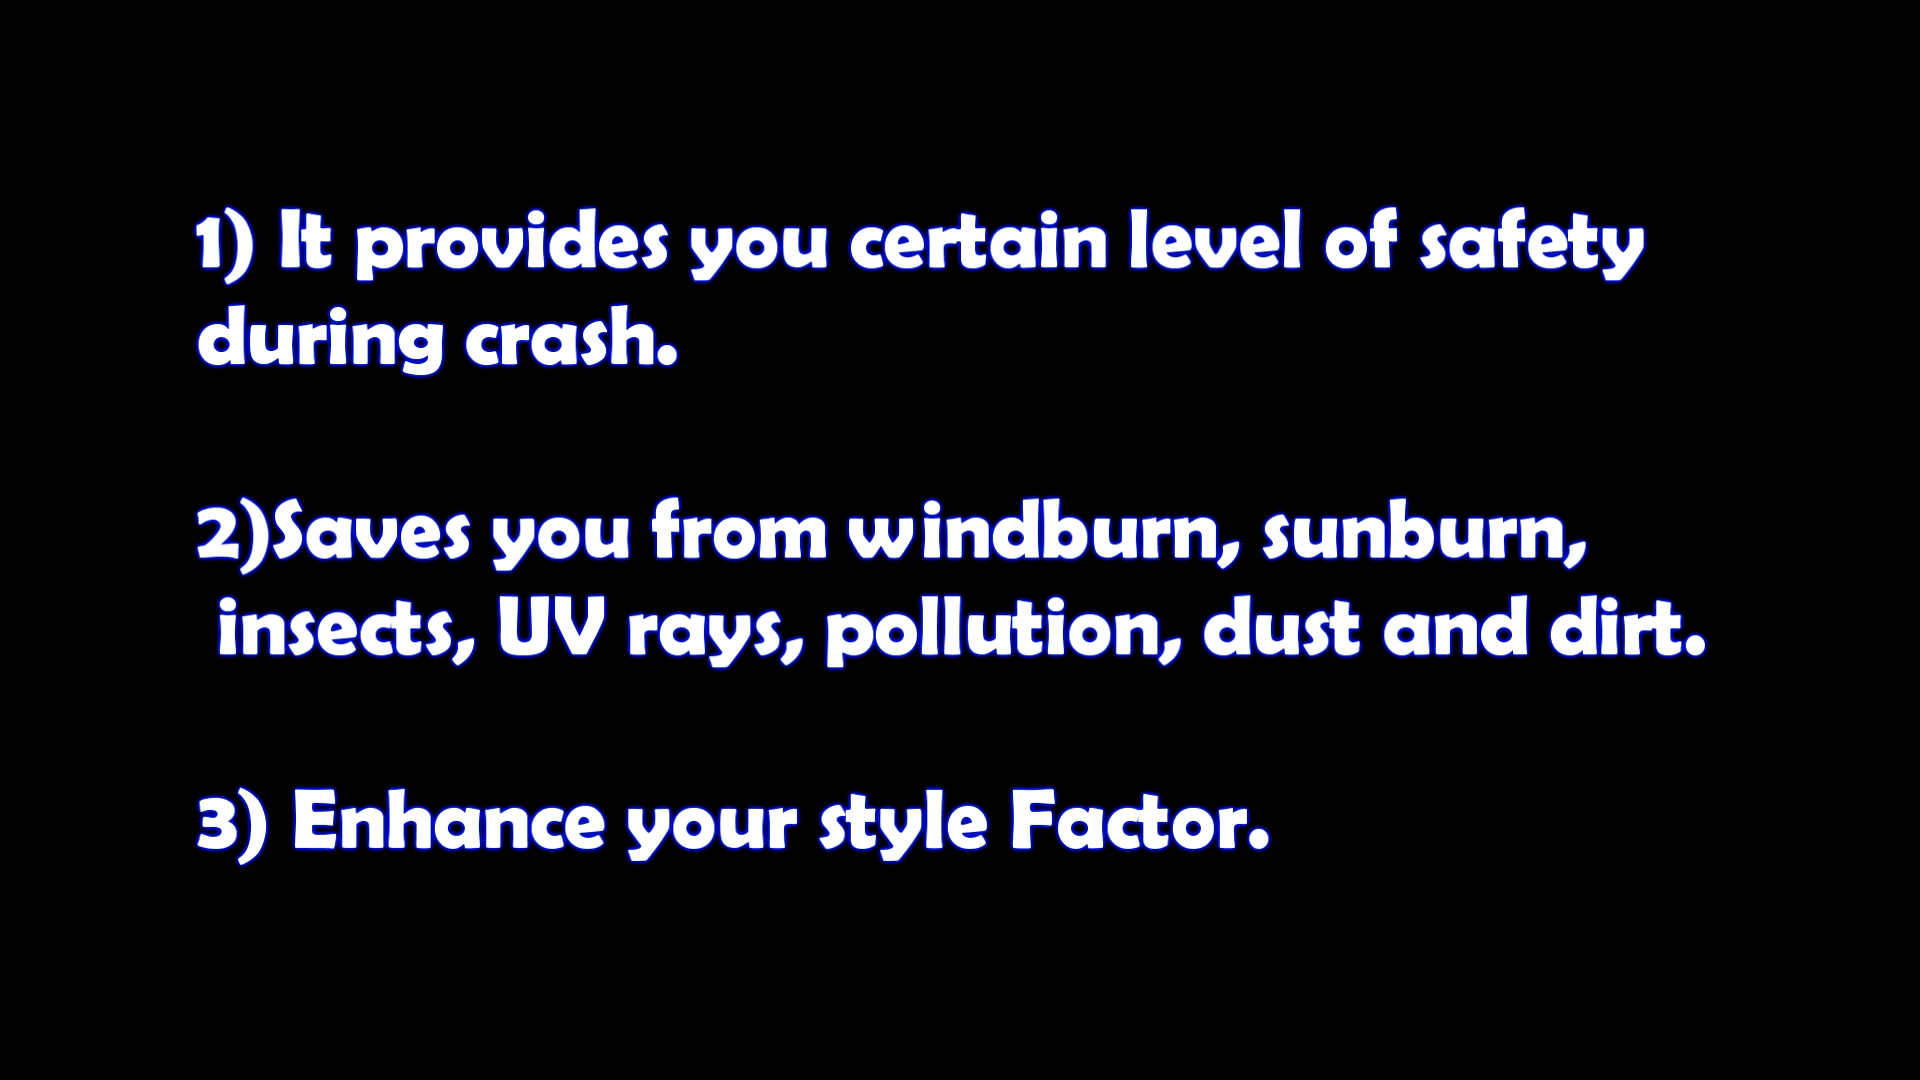 1) It provides you certain level of safety
during crash.
2)Saves you from windburn, sunburn,
insects, UV rays, pollution, dust and dirt.
3) Enhance your style Factor.